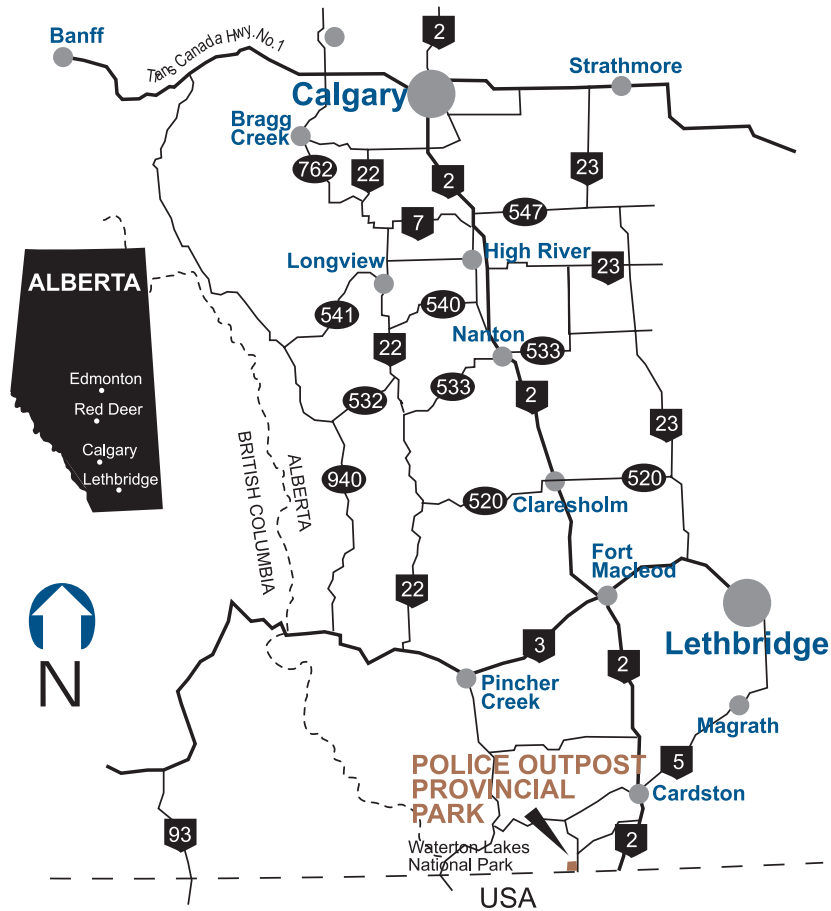 Banff
Trans Canada Hwy. No.1
2
Strathmore
Calgary
Bragg
Creek
762
22
2
23
547
7
High River
Longview
23
ALBERTA
541
540
Nanton
22
533
Edmonton
532
533
2
Red Deer
23
Calgary
Lethbridge
BRITISH COLUMBIA
ALBERTA
940
520
520
Claresholm
Fort
Macleod
22
N
3
2
Lethbridge
Pincher
Creek
Magrath
POLICE OUTPOST
PROVINCIAL
PARK
5
Cardston
93
Waterton Lakes
National Park
2
USA